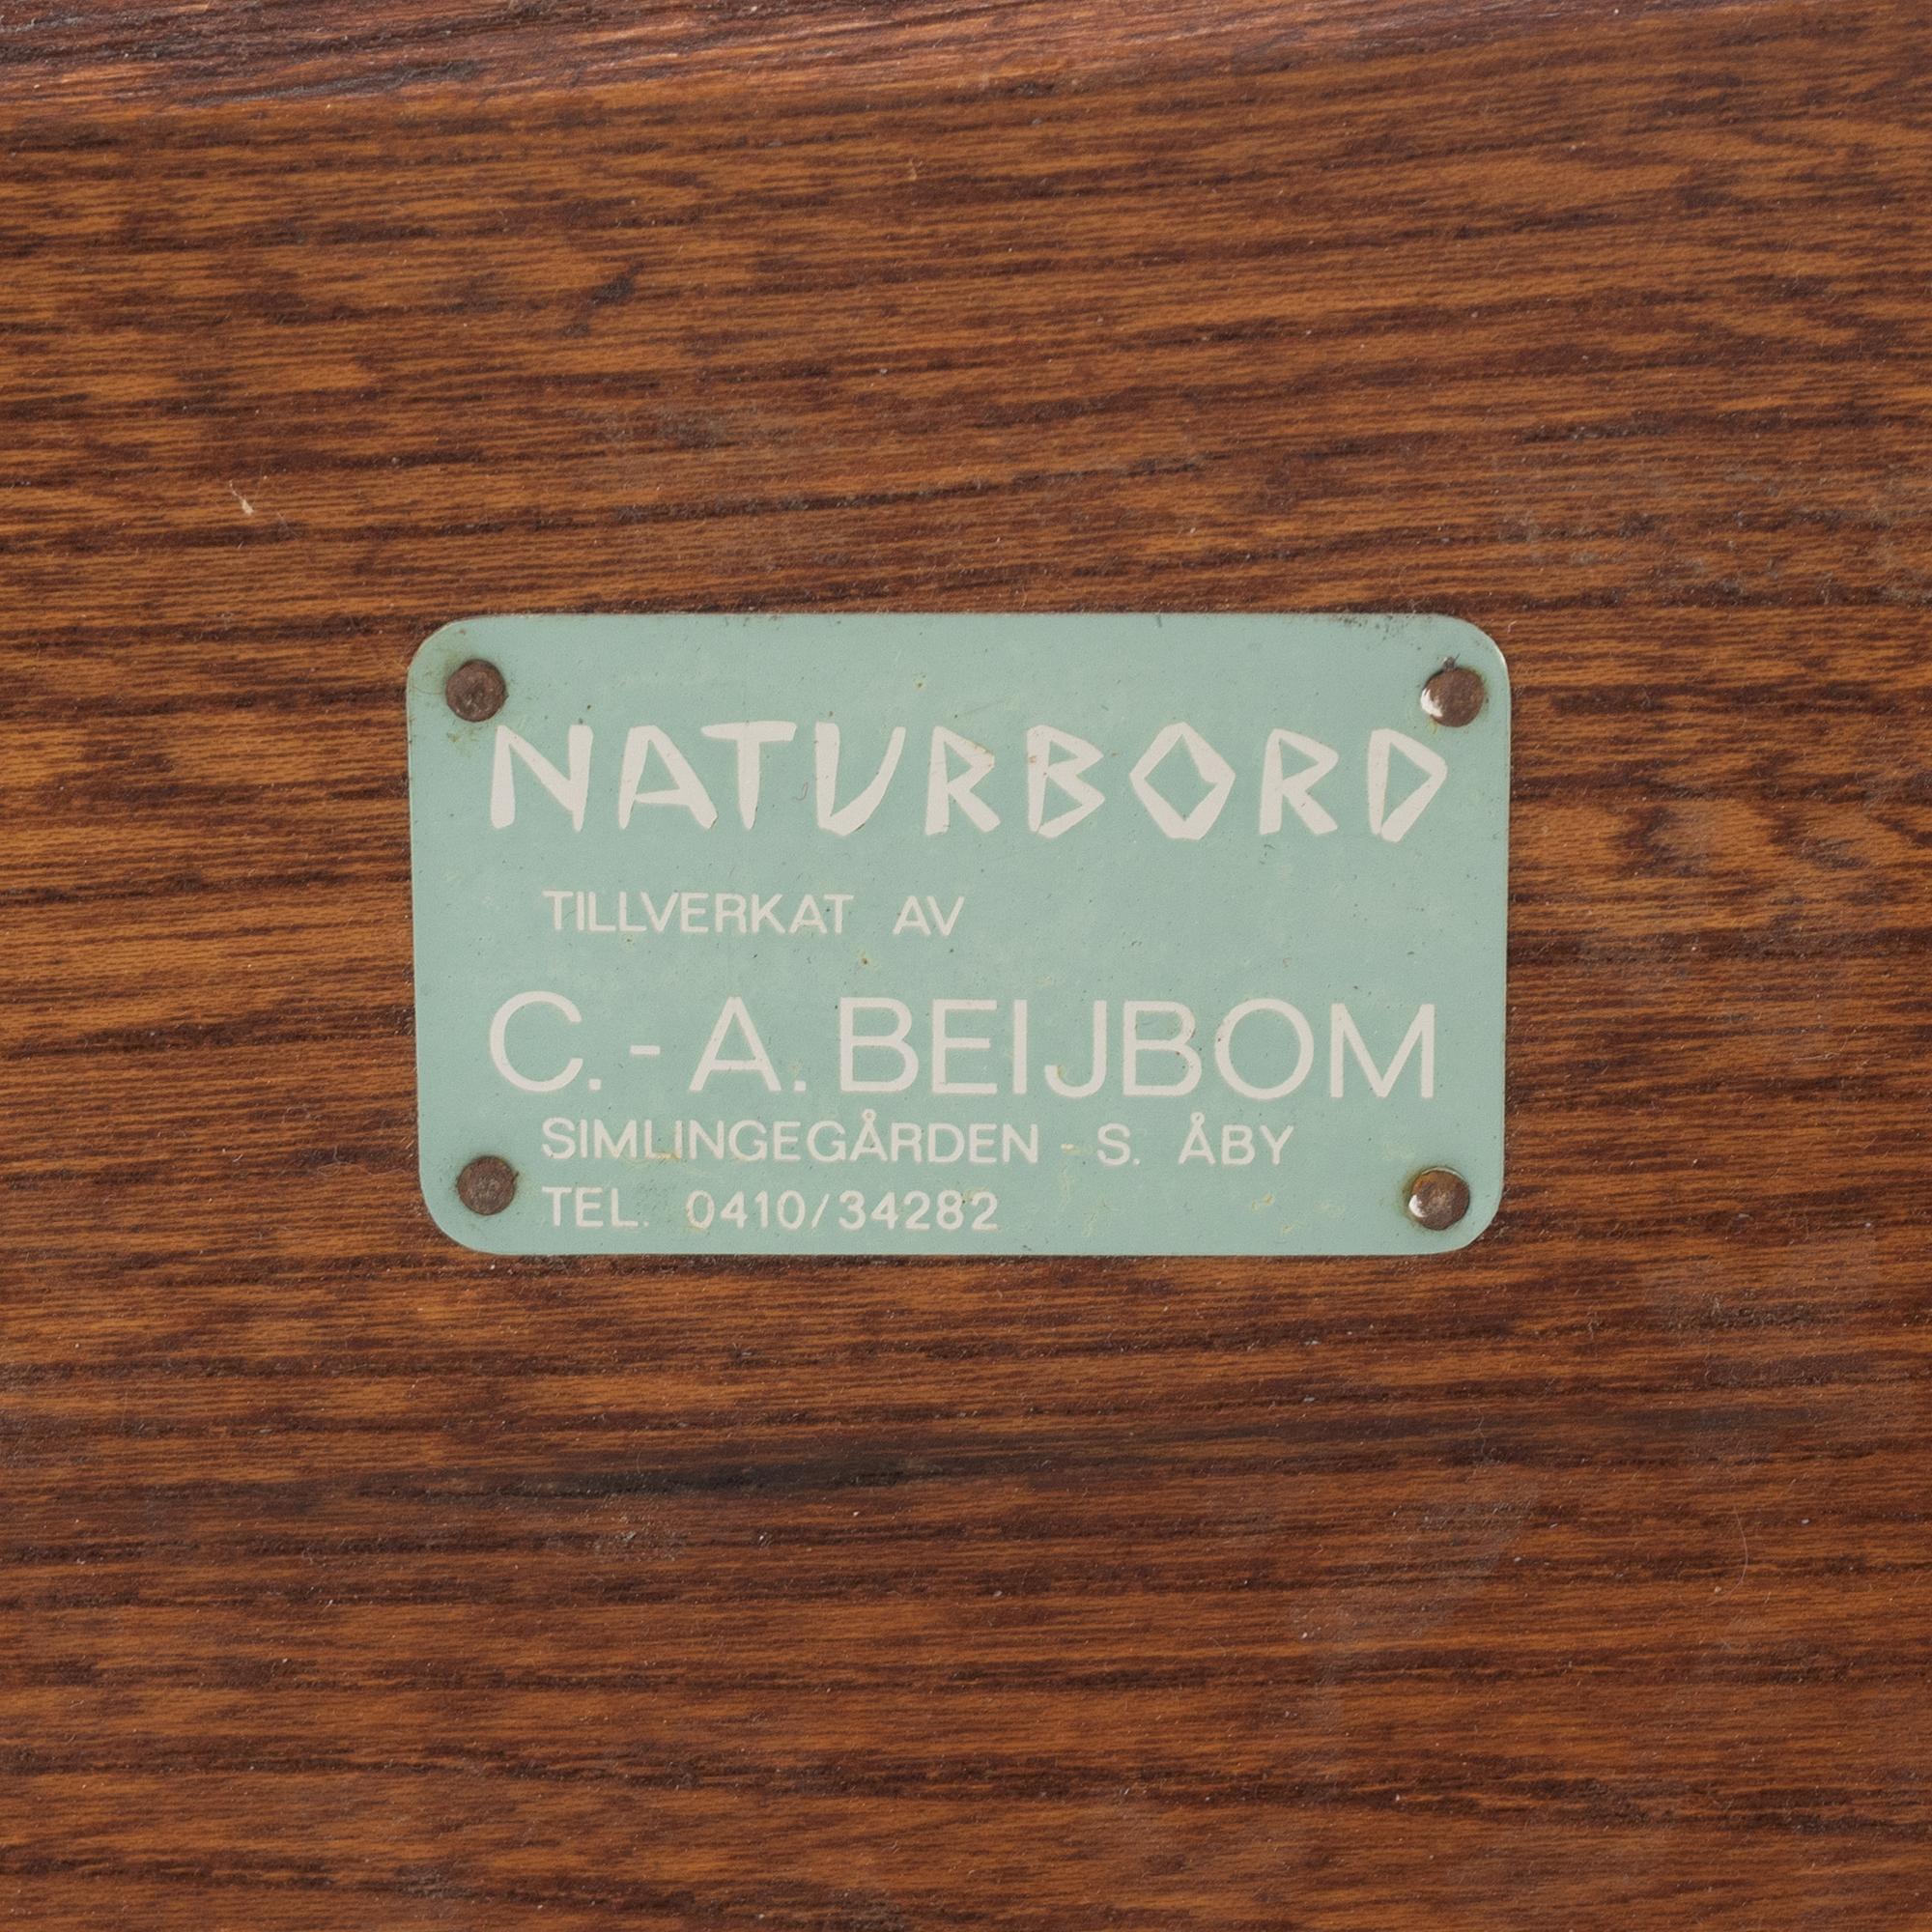 NATURBORD
TILLVERKAT AV
C.-A. BEIJBOM
SIMLINGEGÅRDEN - S. ÅBY
TEL. 0410/34282